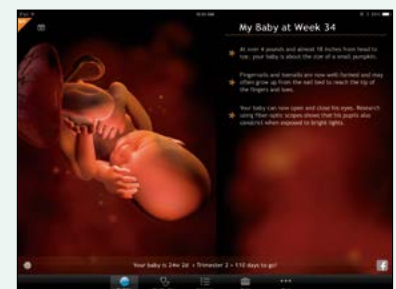 My Baby at Week 34
At over 4 pounds and almost 18 inches from head to
toe, your baby is about the size of a small pumpkin.
Fingernails and toenails are now well-formed and may
often grow up from the nail bed to reach the tip of
the fingers and toes.
Your baby can now open and close his eyes. Research
using fiber-optic scopes shows that his pupils also
constrict when exposed to bright lights.
Your baby is 24w 2d • Trimester 2 • 110 days to go!